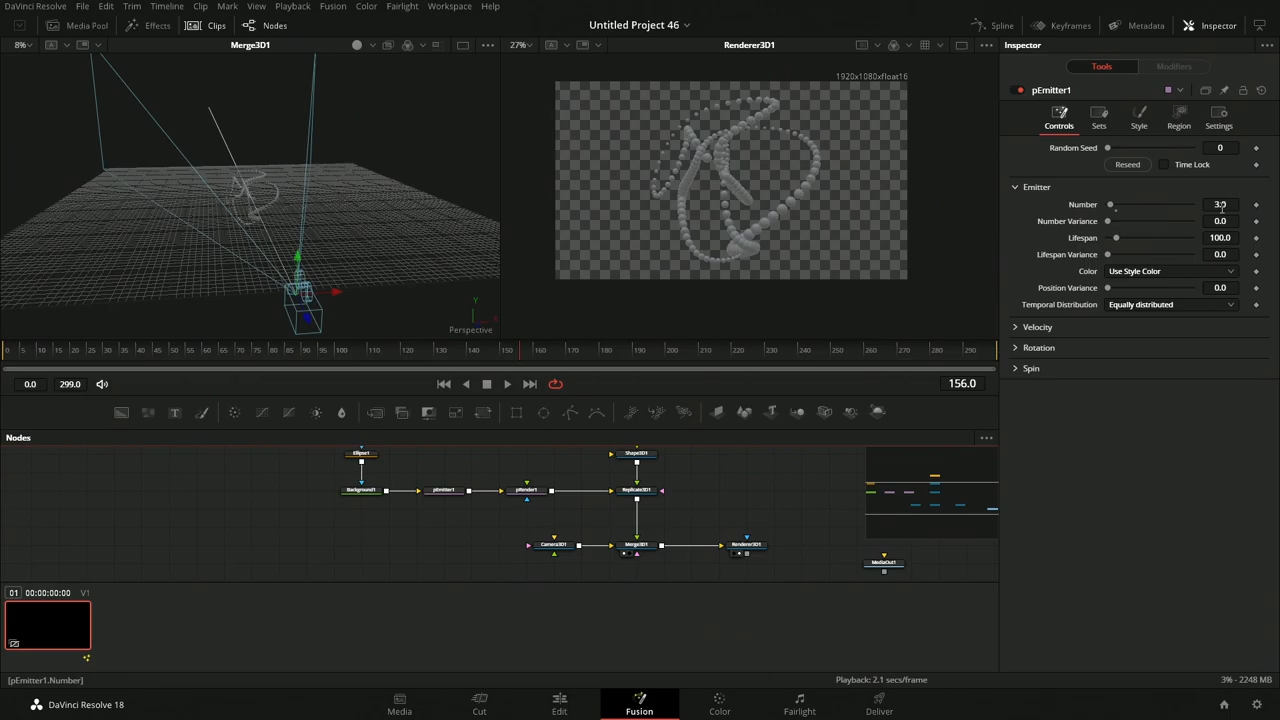 DaVinci Resolve File Edit Trim Timeline Clip Mark View Playback Fusion Color Fairlight Workspace Help
Media Pool Effects Clips Nodes Untitled Project 46 Spline Keyframes Metadata Inspector
8% Merge3D1 27% Renderer3D1 Inspector
Tools Modifiers
1920x1080xfloat16
pEmitter1
Controls Sets Style Region Settings
Random Seed 0
Reseed Time Lock
Emitter
Number 3.0
Number Variance 0.0
Lifespan 100.0
Lifespan Variance 0.0
Color Use Style Color
Position Variance 0.0
Temporal Distribution Equally distributed
Velocity
Rotation
Spin
Y
Perspective
0 5 10 15 20 25 30 35 40 45 50 55 60 65 70 75 80 85 90 95 100 110 120 130 140 150 160 170 180 190 200 210 220 230 240 250 260 270 280 290
0.0 299.0 156.0
Nodes
Ellipse1 Shape3D1
Background1 pEmitter1 pRender1 Replicate3D1
Camera3D1 Merge3D1 Renderer3D1
MediaOut1
01 00:00:00:00 V1
[pEmitter1.Number] Playback: 2.1 secs/frame 3% - 2248 MB
DaVinci Resolve 18 Media Cut Edit Fusion Color Fairlight Deliver